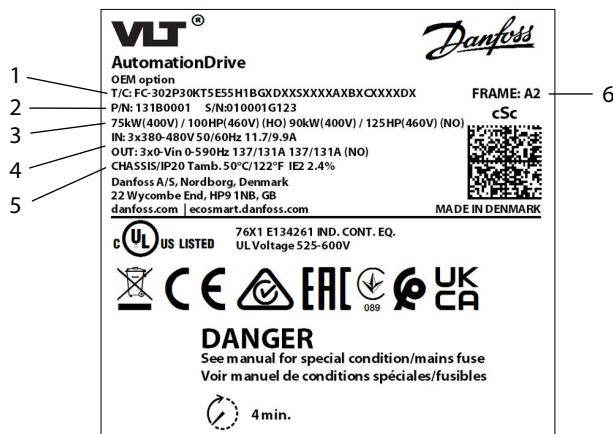 VLT ®
Danfoss
AutomationDrive
OEM option
1
T/C: FC-302P30KT5E55H1BGXDXXSXXXXAXBXCXXXXDX
FRAME: A2
6
2
P/N: 131B0001 S/N:010001G123
cSc
3
75kW(400V) / 100HP(460V) (HO) 90kW(400V) / 125HP(460V) (NO)
IN: 3x380-480V 50/60Hz 11.7/9.9A
4
OUT: 3x0-Vin 0-590Hz 137/131A 137/131A (NO)
5
CHASSIS/IP20 Tamb. 50°C/122°F IE2 2.4%
Danfoss A/S, Nordborg, Denmark
22 Wycombe End, HP9 1NB, GB
danfoss.com | ecosmart.danfoss.com
MADE IN DENMARK
c UL US LISTED
76X1 E134261 IND. CONT. EQ.
UL Voltage 525-600V
CE EAC 089 UK CA
DANGER
See manual for special condition/mains fuse
Voir manuel de conditions spéciales/fusibles
4 min.